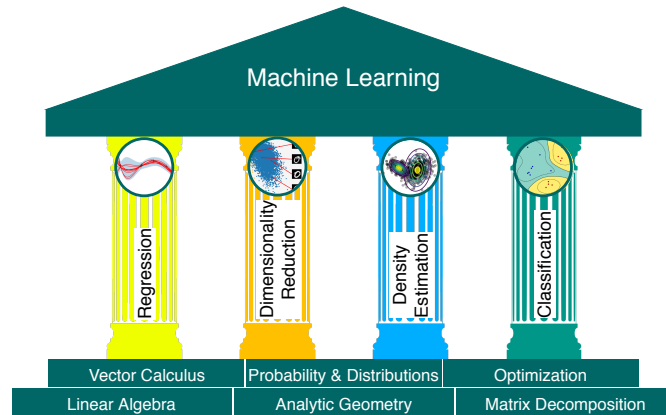 Machine Learning
Regression
Dimensionality
Reduction
Density
Estimation
Classification
Vector Calculus
Probability & Distributions
Optimization
Linear Algebra
Analytic Geometry
Matrix Decomposition